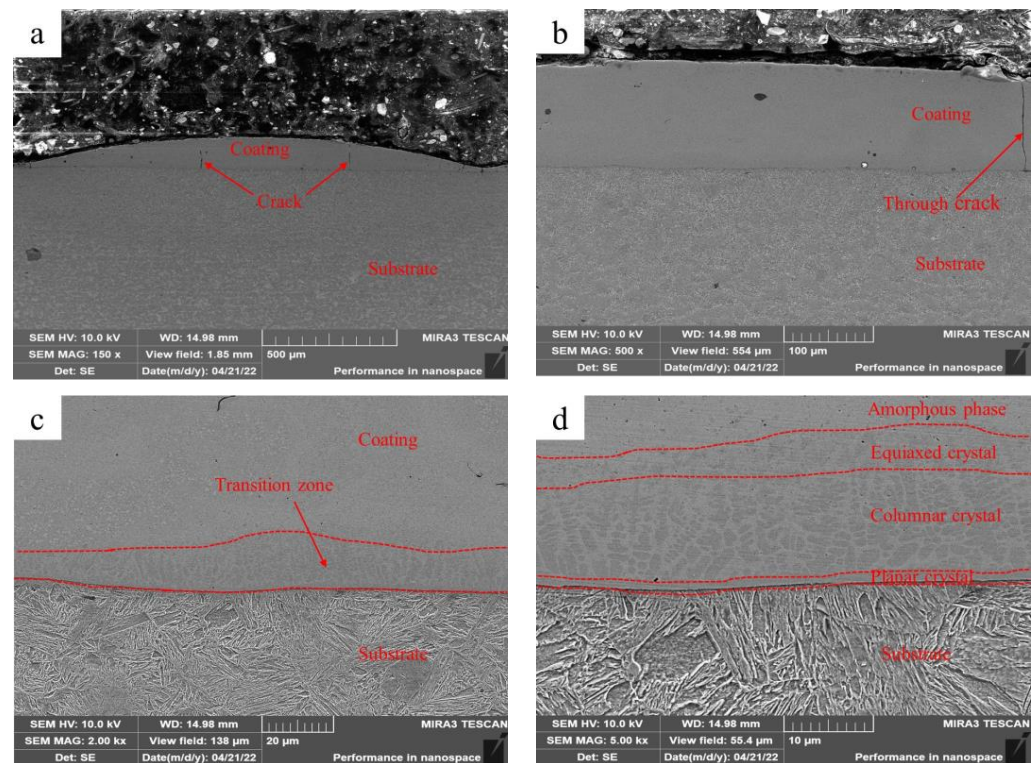 a
Coating
Crack
Substrate
SEM HV: 10.0 kV WD: 14.98 mm MIRA3 TESCAN
SEM MAG: 150 x View field: 1.85 mm 500 µm
Det: SE Date(m/d/y): 04/21/22 Performance in nanospace
b
Coating
Through crack
Substrate
SEM HV: 10.0 kV WD: 14.98 mm MIRA3 TESCAN
SEM MAG: 500 x View field: 554 µm 100 µm
Det: SE Date(m/d/y): 04/21/22 Performance in nanospace
c
Coating
Transition zone
Substrate
SEM HV: 10.0 kV WD: 14.98 mm MIRA3 TESCAN
SEM MAG: 2.00 kx View field: 138 µm 20 µm
Det: SE Date(m/d/y): 04/21/22 Performance in nanospace
d
Amorphous phase
Equiaxed crystal
Columnar crystal
Planar crystal
Substrate
SEM HV: 10.0 kV WD: 14.98 mm MIRA3 TESCAN
SEM MAG: 5.00 kx View field: 55.4 µm 10 µm
Det: SE Date(m/d/y): 04/21/22 Performance in nanospace